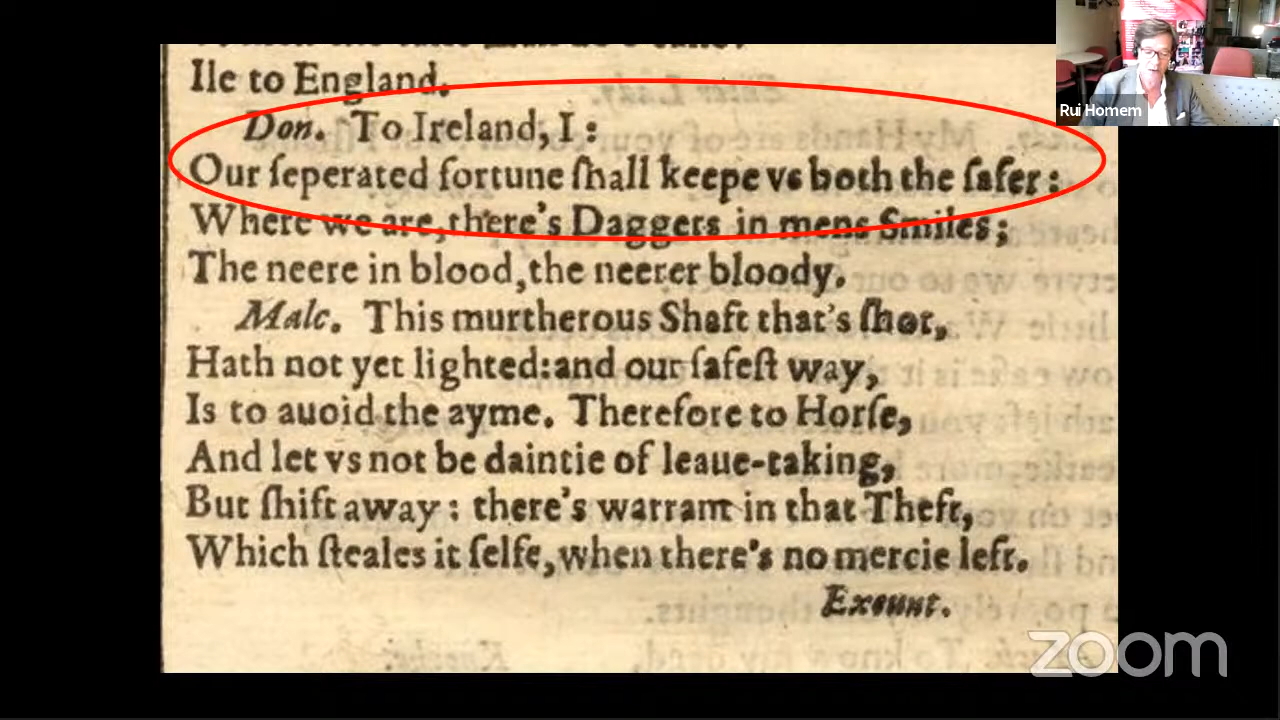 Ile to England.
Don. To Ireland, I:
Our ſeperated fortune ſhall keepe vs both the ſafer:
Where we are, there's Daggers in mens Smiles;
The neere in blood, the neerer bloody.
Malc. This murtherous Shaft that's ſhot,
Hath not yet lighted: and our ſafeſt way,
Is to auoid the ayme. Therefore to Horſe,
And let vs not be daintie of leaue-taking,
But ſhift away: there's warrant in that Theft,
Which ſteales it ſelfe, when there's no mercie left.
Exeunt.
Rui Homem
zoom